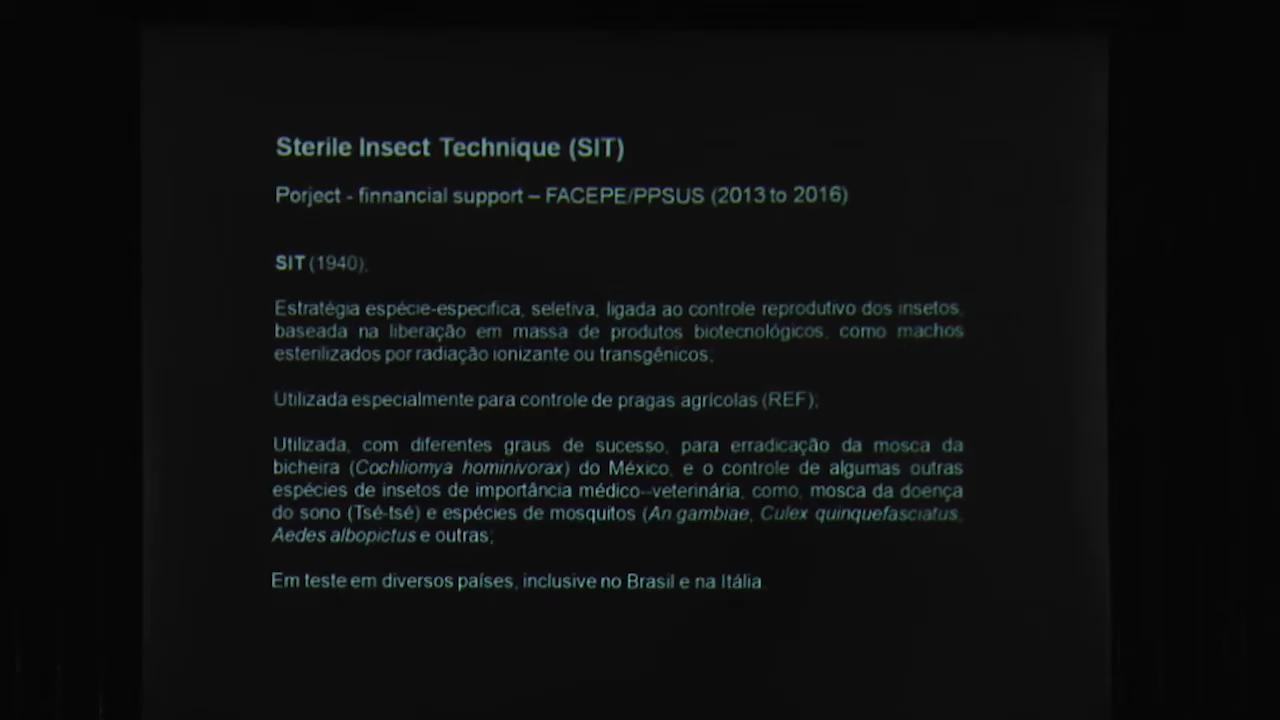 Sterile Insect Technique (SIT)
Porject - finnancial support – FACEPE/PPSUS (2013 to 2016)
SIT (1940);
Estratégia espécie-especifica, seletiva, ligada ao controle reprodutivo dos insetos,
baseada na liberação em massa de produtos biotecnológicos, como machos
esterilizados por radiação ionizante ou transgênicos;
Utilizada especialmente para controle de pragas agrícolas (REF);
Utilizada, com diferentes graus de sucesso, para erradicação da mosca da
bicheira (Cochliomya hominivorax) do México, e o controle de algumas outras
espécies de insetos de importância médico--veterinária, como, mosca da doença
do sono (Tsé-tsé) e espécies de mosquitos (An gambiae, Culex quinquefasciatus,
Aedes albopictus e outras;
Em teste em diversos países, inclusive no Brasil e na Itália.